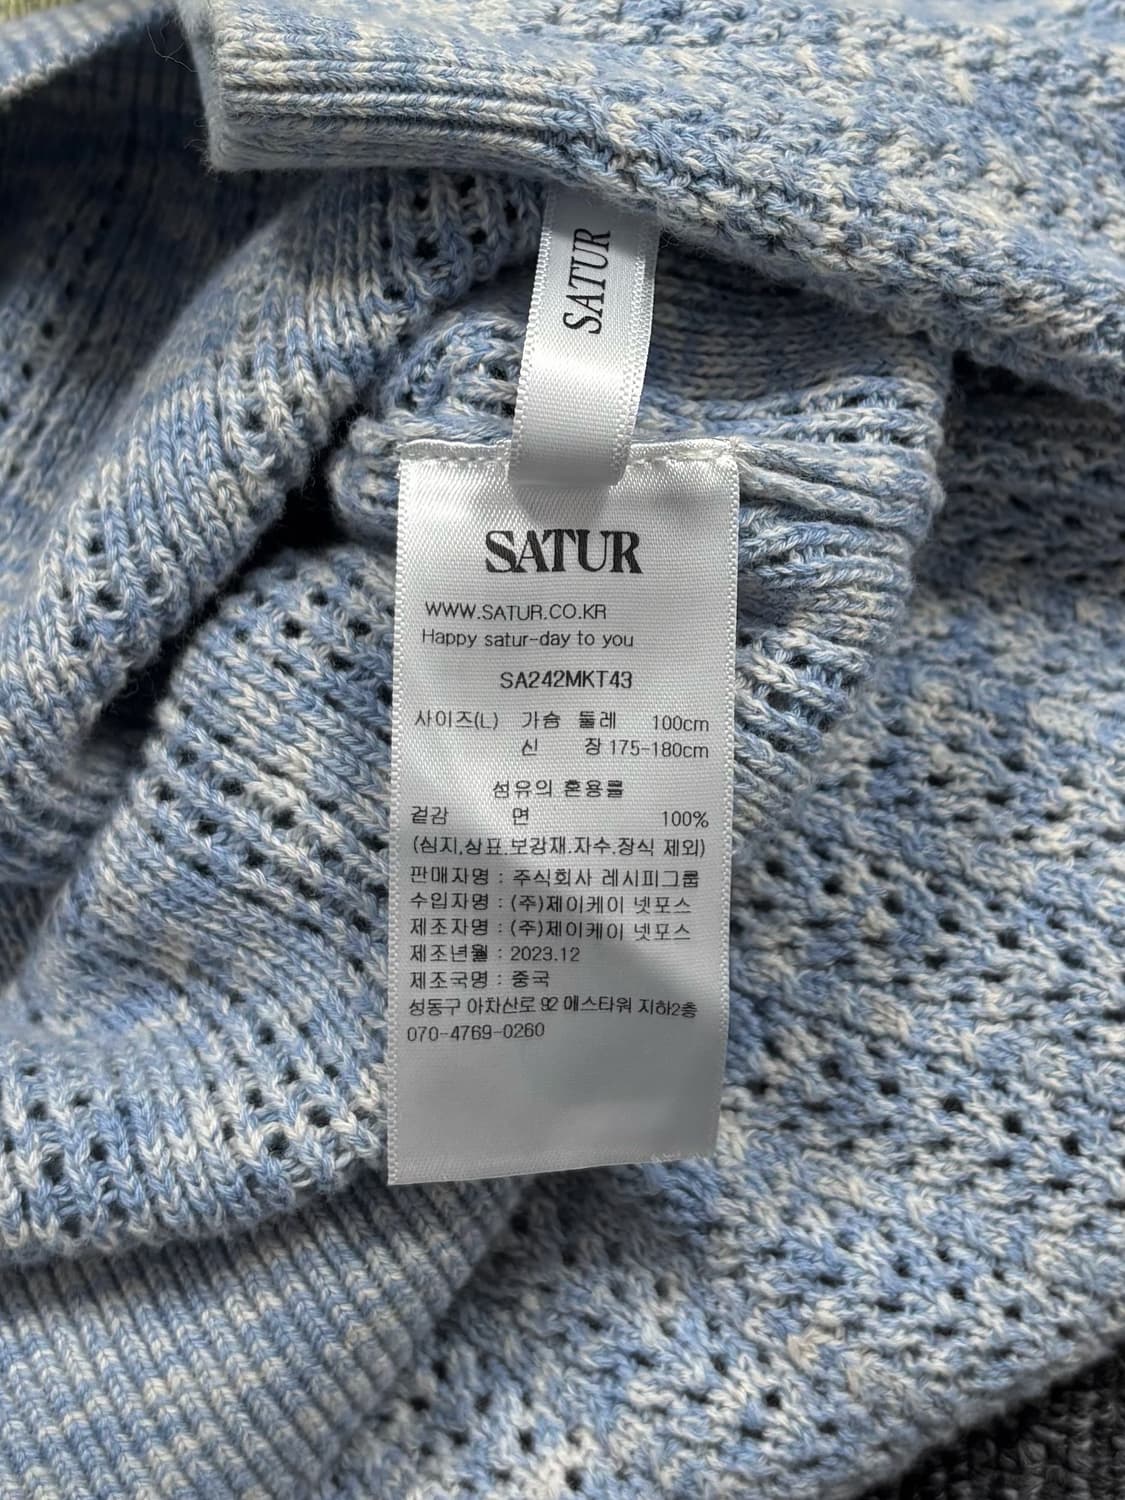 SATUR
SATUR
WWW.SATUR.CO.KR
Happy satur-day to you
SA242MKT43
사이즈(L) 가슴 둘레 100cm
신 장 175-180cm
섬유의 혼용률
겉감 면 100%
(심지,상표.보강재.자수.장식 제외)
판매자명 : 주식회사 레시피그룹
수입자명 : (주)제이케이 넷포스
제조자명 : (주)제이케이 넷포스
제조년월 : 2023.12
제조국명 : 중국
성동구 아차산로 92 에스타워 지하2층
070-4769-0260